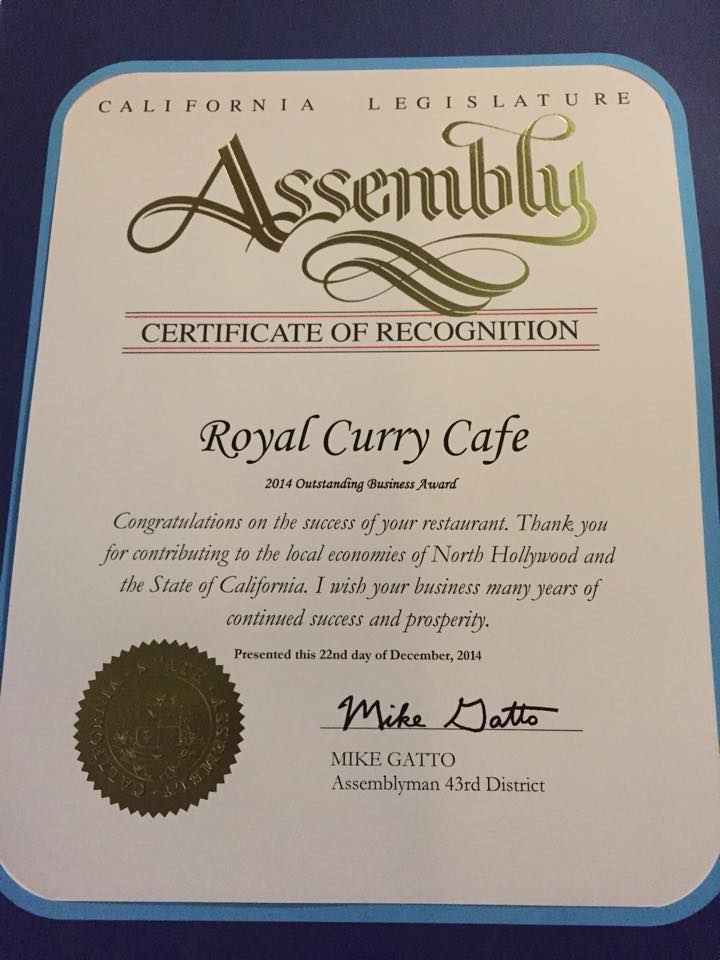 CALIFORNIA LEGISLATURE
Assembly
CERTIFICATE OF RECOGNITION
Royal Curry Cafe
2014 Outstanding Business Award
Congratulations on the success of your restaurant. Thank you
for contributing to the local economies of North Hollywood and
the State of California. I wish your business many years of
continued success and prosperity.
Presented this 22nd day of December, 2014
CALIFORNIA STATE ASSEMBLY
Mike Gatto
MIKE GATTO
Assemblyman 43rd District